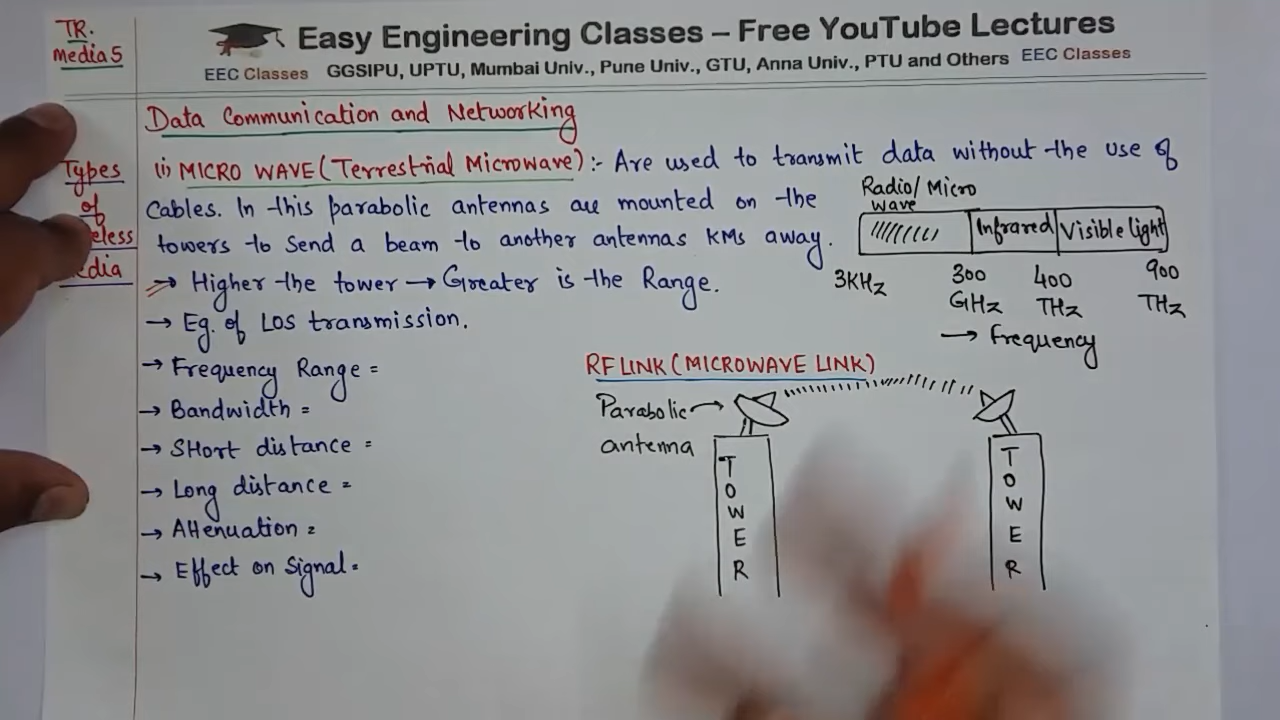 TR.
Media 5
Easy Engineering Classes – Free YouTube Lectures
EEC Classes GGSIPU, UPTU, Mumbai Univ., Pune Univ., GTU, Anna Univ., PTU and Others EEC Classes
Data Communication and Networking
Types
of
eless
edia
(i) MICRO WAVE (Terrestrial Microwave) :- Are used to transmit data without the use of
Cables. In this parabolic antennas are mounted on the
towers to send a beam to another antennas KMs away.
→ Higher the tower → Greater is the Range.
→ Eg. of LOS transmission.
→ Frequency Range =
→ Bandwidth =
→ SHort distance =
→ Long distance =
→ Attenuation =
→ Effect on Signal =
Radio/Micro
wave
Infrared Visible light
3KHz 300 400 900
GHz THz THz
→ Frequency
RF LINK (MICROWAVE LINK)
Parabolic →
antenna
TOWER
TOWER